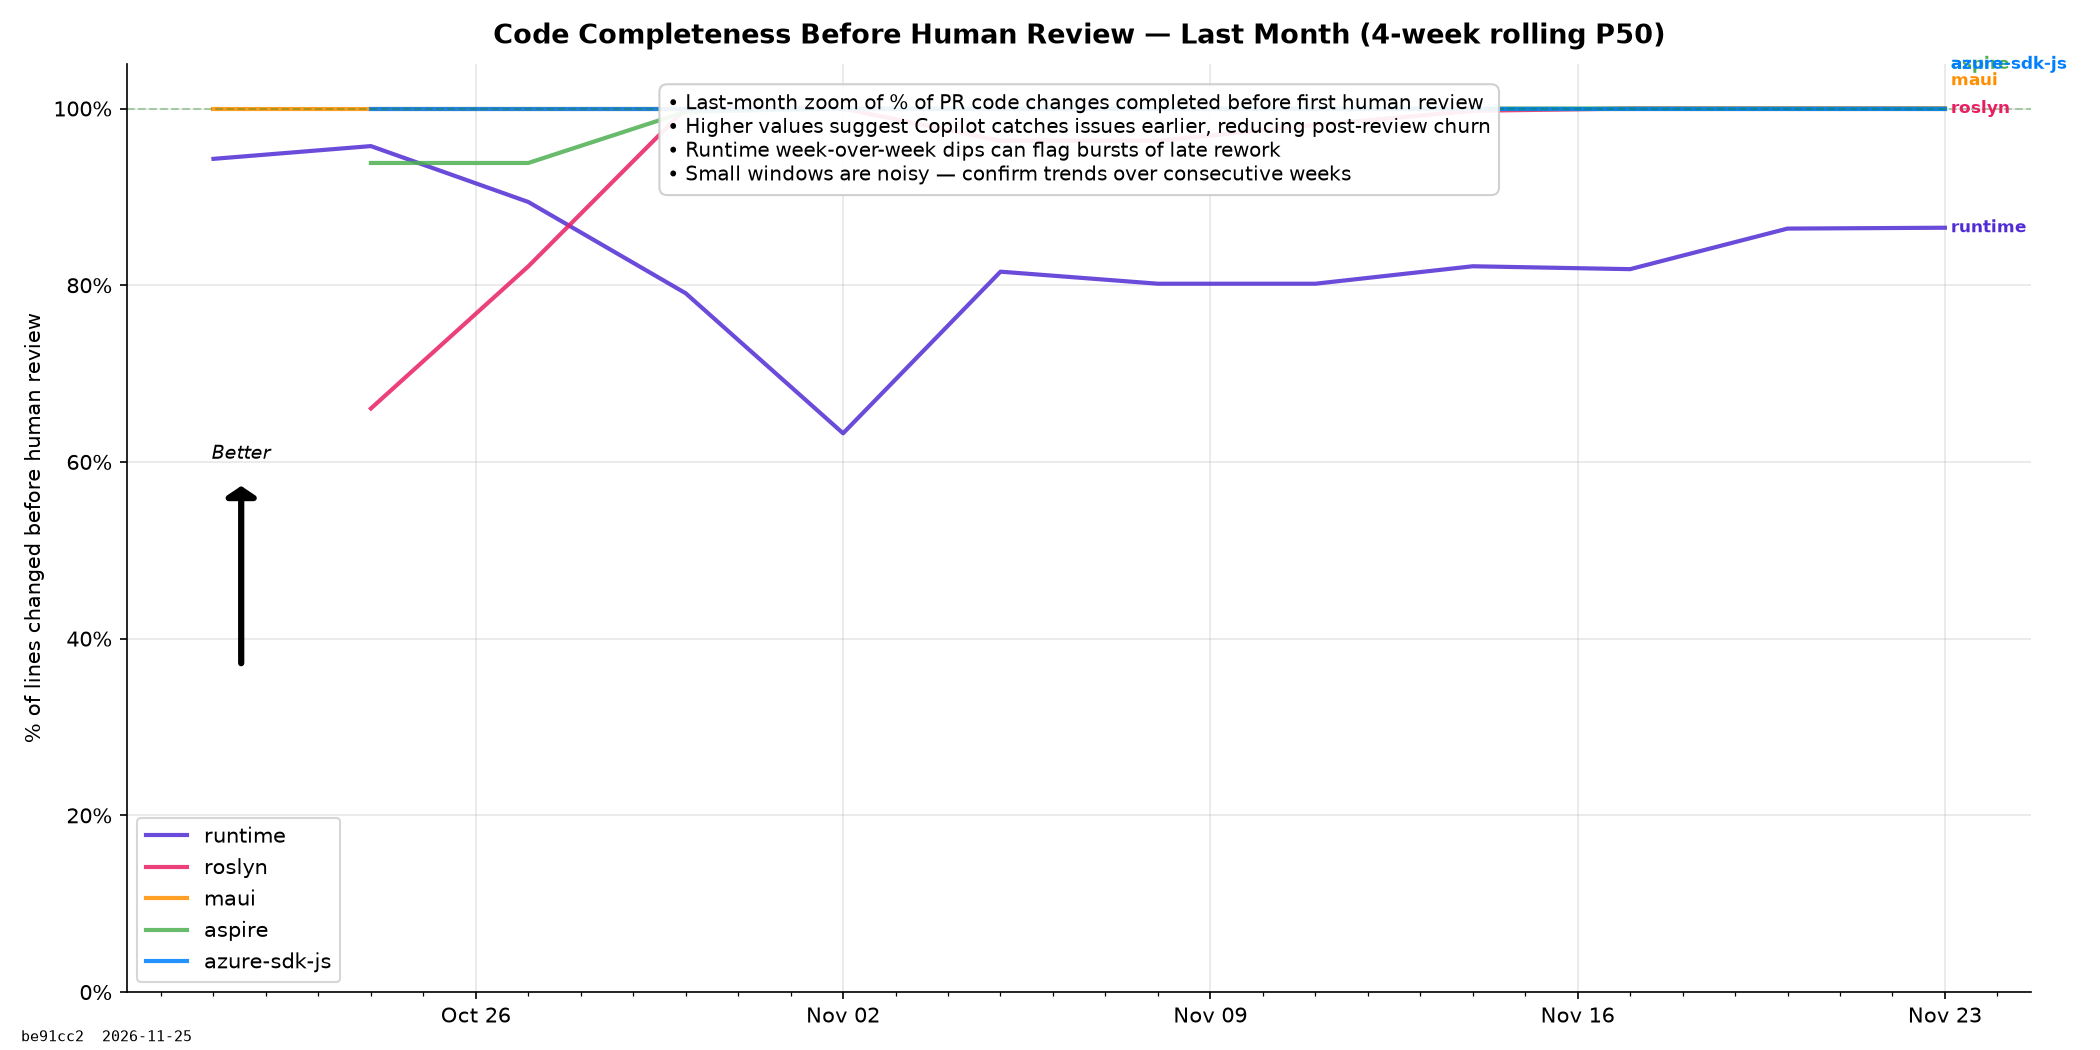 Code Completeness Before Human Review — Last Month (4-week rolling P50)
azure-sdk-js
aspire
maui
roslyn
runtime
• Last-month zoom of % of PR code changes completed before first human review
• Higher values suggest Copilot catches issues earlier, reducing post-review churn
• Runtime week-over-week dips can flag bursts of late rework
• Small windows are noisy — confirm trends over consecutive weeks
% of lines changed before human review
100%
80%
60%
40%
20%
0%
Better
runtime
roslyn
maui
aspire
azure-sdk-js
Oct 26
Nov 02
Nov 09
Nov 16
Nov 23
be91cc2 2026-11-25